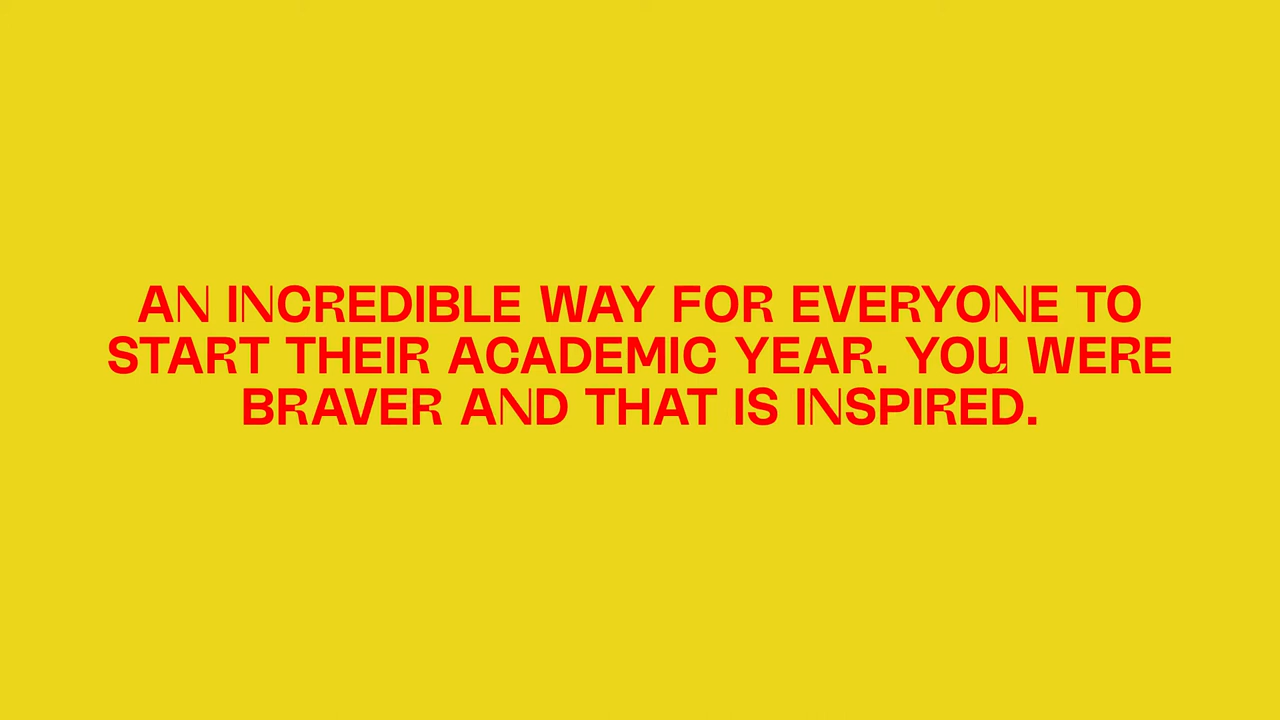 AN INCREDIBLE WAY FOR EVERYONE TO
START THEIR ACADEMIC YEAR. YOU WERE
BRAVER AND THAT IS INSPIRED.